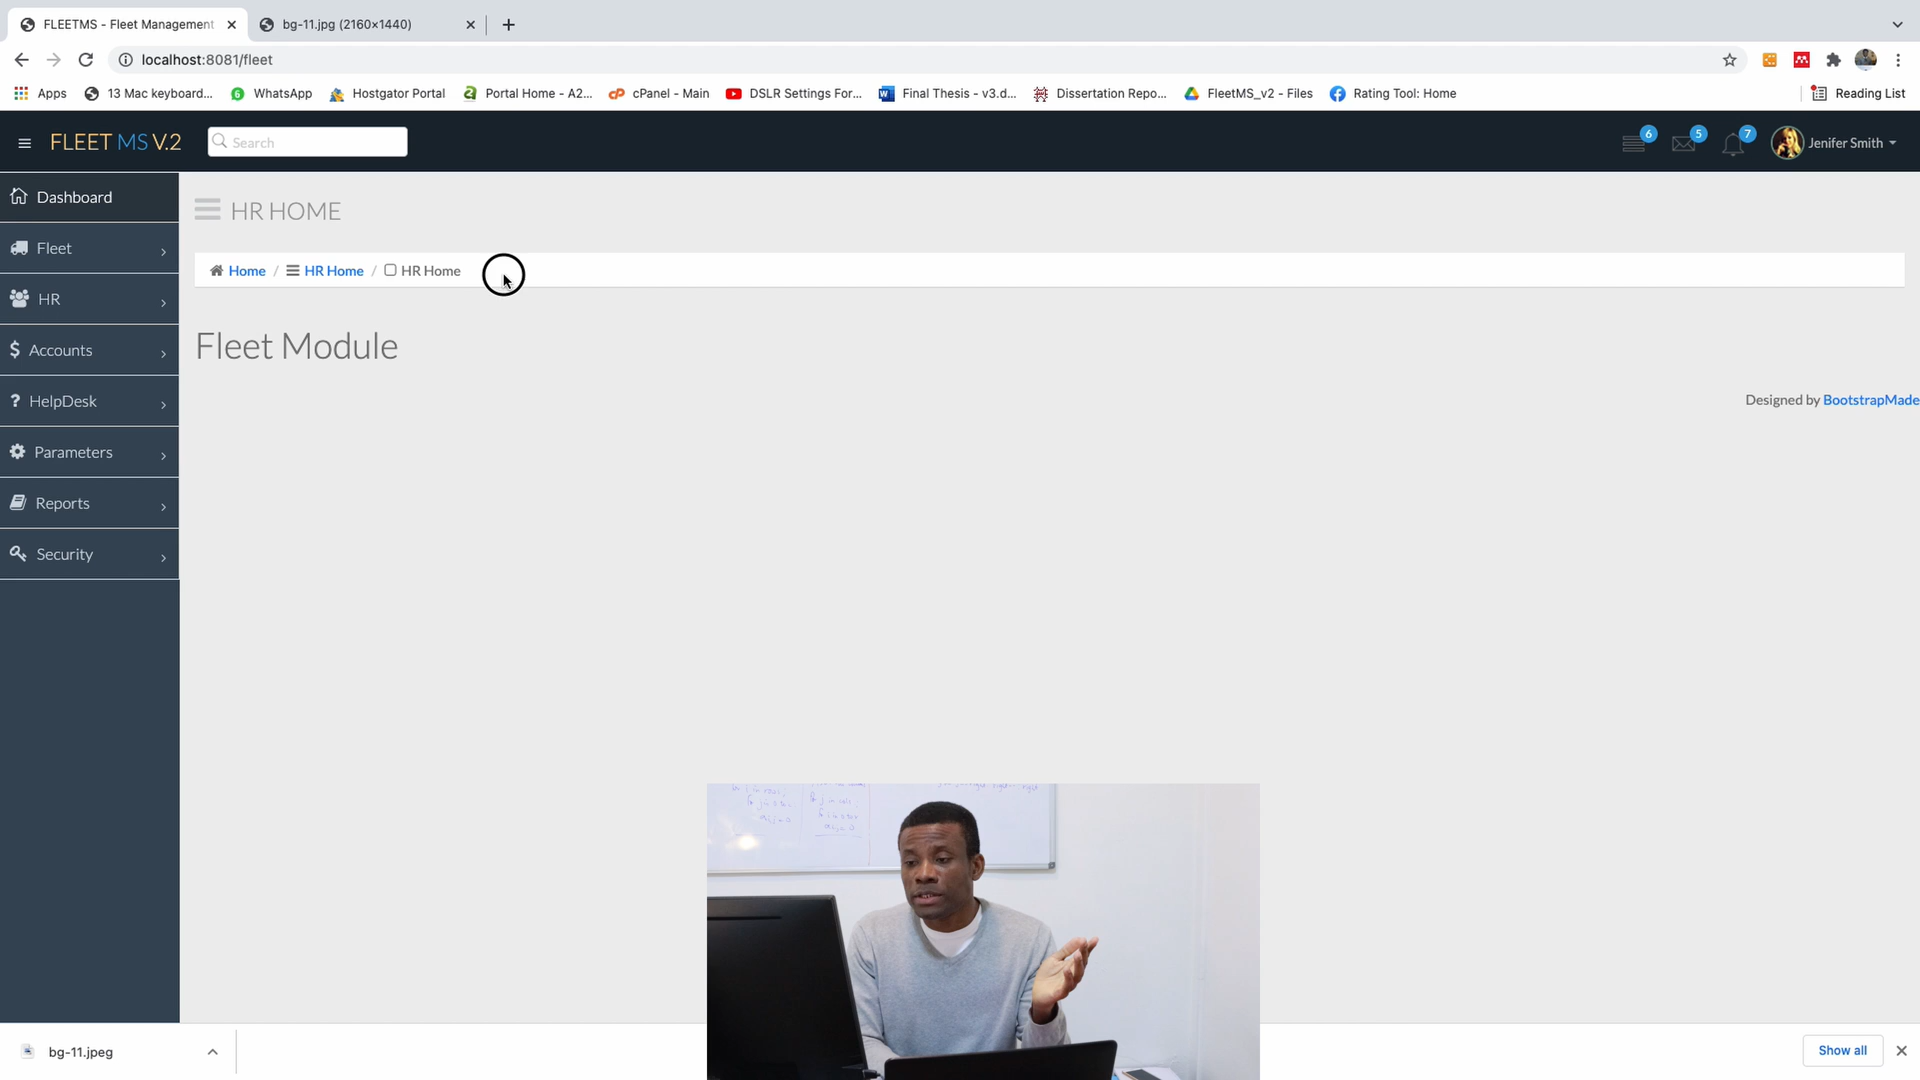 FLEETMS - Fleet Management
bg-11.jpg (2160×1440)
localhost:8081/fleet
Apps
13 Mac keyboard...
WhatsApp
Hostgator Portal
Portal Home - A2...
cPanel - Main
DSLR Settings For...
Final Thesis - v3.d...
Dissertation Repo...
FleetMS_v2 - Files
Rating Tool: Home
Reading List
FLEET MS V.2
Search
6
5
7
Jenifer Smith
Dashboard
Fleet
HR
Accounts
HelpDesk
Parameters
Reports
Security
HR HOME
Home / HR Home / HR Home
Fleet Module
Designed by BootstrapMade
bg-11.jpeg
Show all